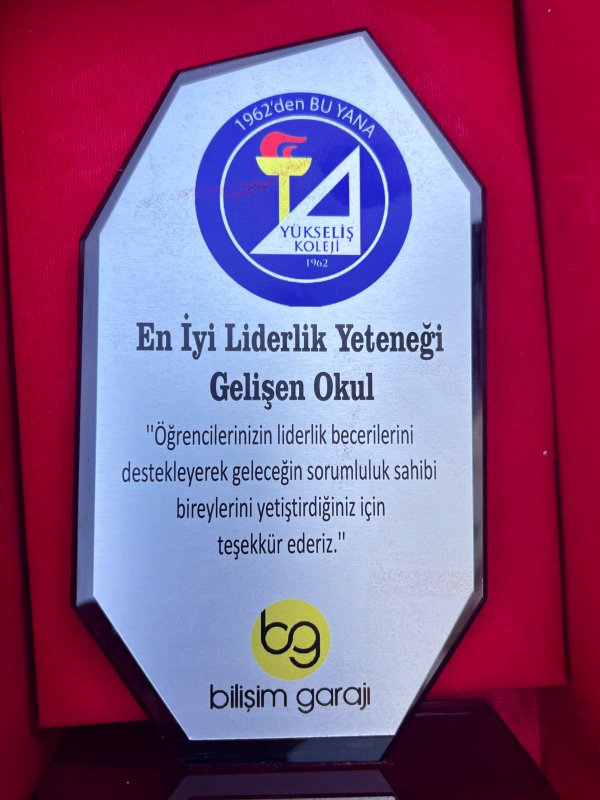 1962'den BU YANA
YÜKSELİŞ
KOLEJİ
1962
En İyi Liderlik Yeteneği
Gelişen Okul
"Öğrencilerinizin liderlik becerilerini
destekleyerek geleceğin sorumluluk sahibi
bireylerini yetiştirdiğiniz için
teşekkür ederiz."
bg
bilişim garajı